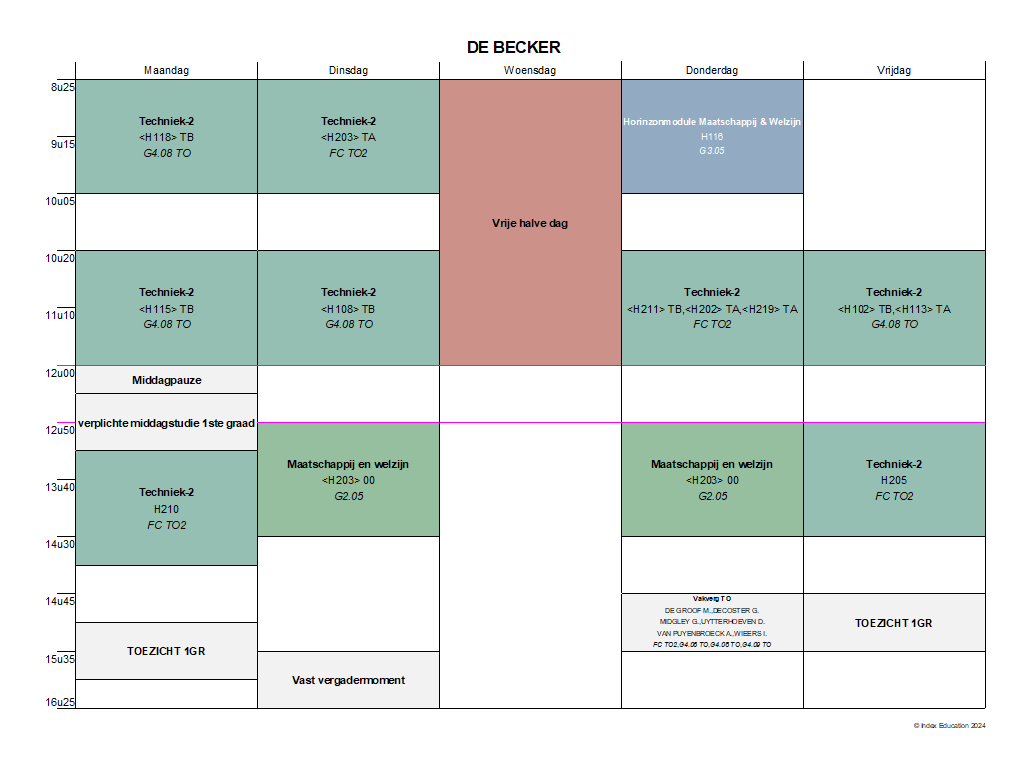 DE BECKER
Maandag
Dinsdag
Woensdag
Donderdag
Vrijdag
8u25
9u15
10u05
10u20
11u10
12u00
12u50
13u40
14u30
14u45
15u35
16u25
Techniek-2
<H118> TB
G4.08 TO
Techniek-2
<H115> TB
G4.08 TO
Middagpauze
verplichte middagstudie 1ste graad
Techniek-2
H210
FC TO2
TOEZICHT 1GR
Techniek-2
<H203> TA
FC TO2
Techniek-2
<H108> TB
G4.08 TO
Maatschappij en welzijn
<H203> 00
G2.05
Vast vergadermoment
Vrije halve dag
Horinzonmodule Maatschappij & Welzijn
H116
G3.05
Techniek-2
<H211> TB,<H202> TA,<H219> TA
FC TO2
Maatschappij en welzijn
<H203> 00
G2.05
Vakverg TO
DE GROOF M.,DECOSTER G.
MIDGLEY G.,UYTTERHOEVEN D.
VAN PUYENBROECK A.,WIEERS I.
FC TO2,G4.06 TO,G4.08 TO,G4.09 TO
Techniek-2
<H102> TB,<H113> TA
G4.08 TO
Techniek-2
H205
FC TO2
TOEZICHT 1GR
© Index Education 2024